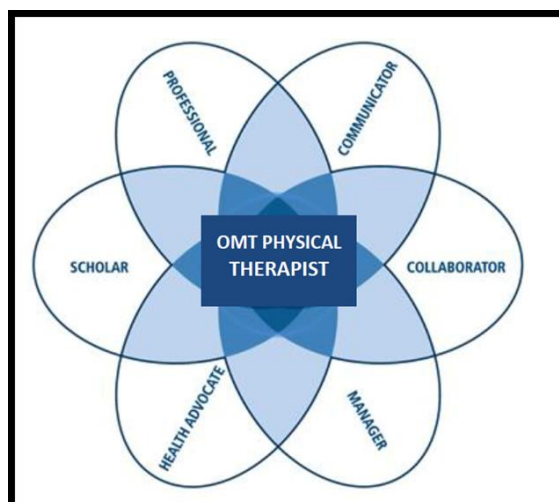 PROFESSIONAL
COMMUNICATOR
SCHOLAR
OMT PHYSICAL
THERAPIST
COLLABORATOR
HEALTH ADVOCATE
MANAGER